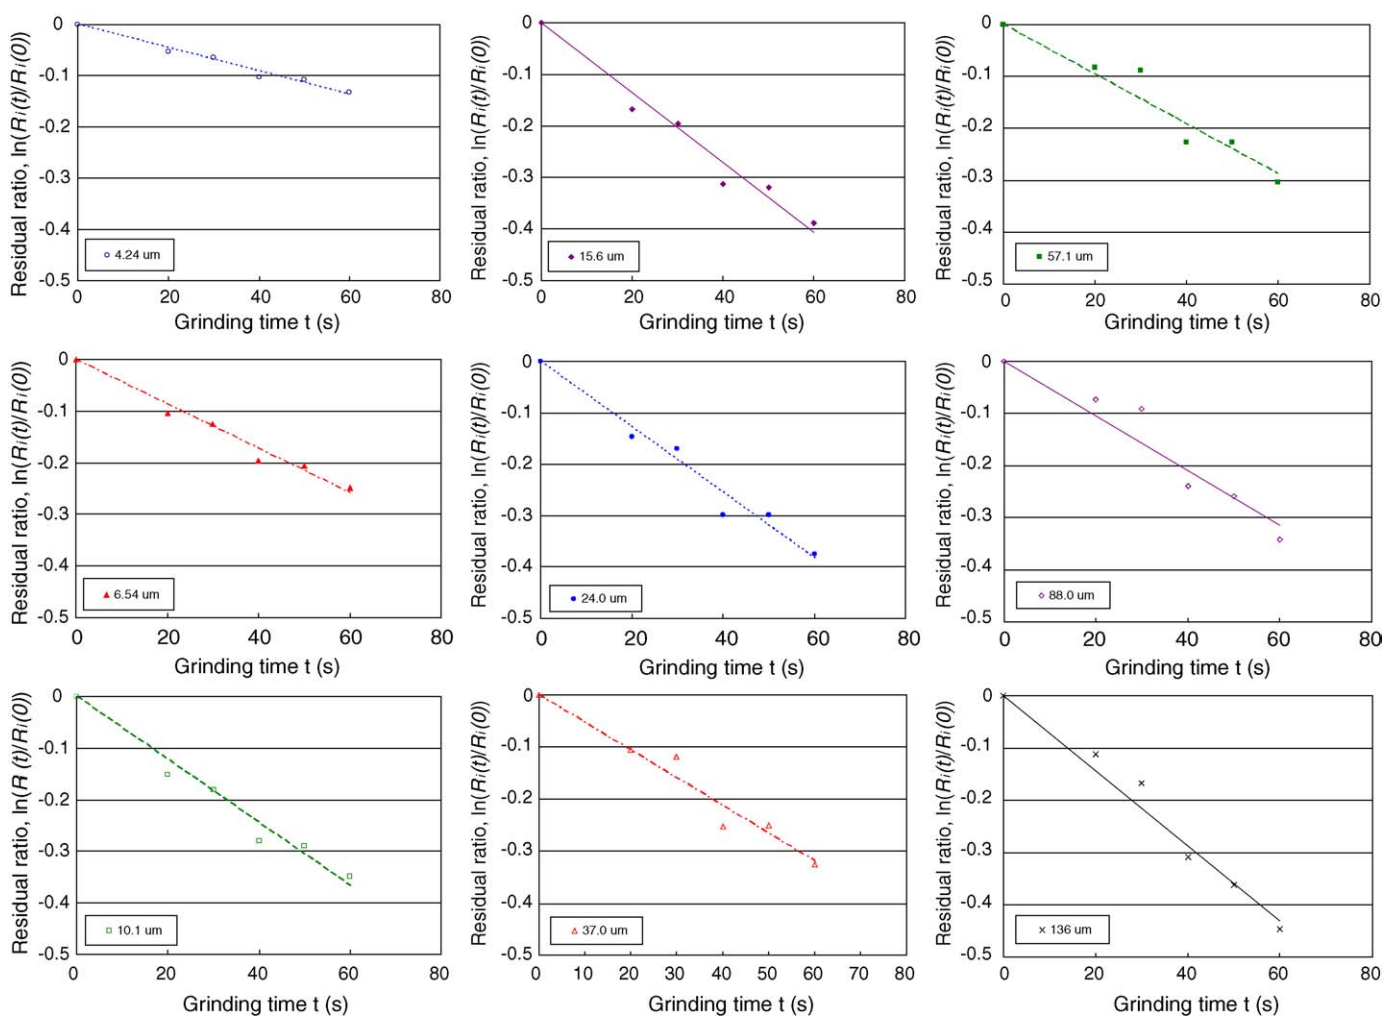 Residual ratio, ln(Ri(t)/Ri(0))
0
-0.1
-0.2
-0.3
-0.4
-0.5
4.24 um
0 20 40 60 80
Grinding time t (s)
Residual ratio, ln(Ri(t)/Ri(0))
0
-0.1
-0.2
-0.3
-0.4
-0.5
15.6 um
0 20 40 60 80
Grinding time t (s)
Residual ratio, ln(Ri(t)/Ri(0))
0
-0.1
-0.2
-0.3
-0.4
-0.5
57.1 um
0 20 40 60 80
Grinding time t (s)
Residual ratio, ln(Ri(t)/Ri(0))
0
-0.1
-0.2
-0.3
-0.4
-0.5
6.54 um
0 20 40 60 80
Grinding time t (s)
Residual ratio, ln(Ri(t)/Ri(0))
0
-0.1
-0.2
-0.3
-0.4
-0.5
24.0 um
0 20 40 60 80
Grinding time t (s)
Residual ratio, ln(Ri(t)/Ri(0))
0
-0.1
-0.2
-0.3
-0.4
-0.5
88.0 um
0 20 40 60 80
Grinding time t (s)
Residual ratio, ln(R (t)/Ri(0))
0
-0.1
-0.2
-0.3
-0.4
-0.5
10.1 um
0 20 40 60 80
Grinding time t (s)
Residual ratio, ln(Ri(t)/Ri(0))
0
-0.1
-0.2
-0.3
-0.4
-0.5
37.0 um
0 10 20 30 40 50 60 70 80
Grinding time t (s)
Residual ratio, ln(Ri(t)/Ri(0))
0
-0.1
-0.2
-0.3
-0.4
-0.5
136 um
0 20 40 60 80
Grinding time t (s)